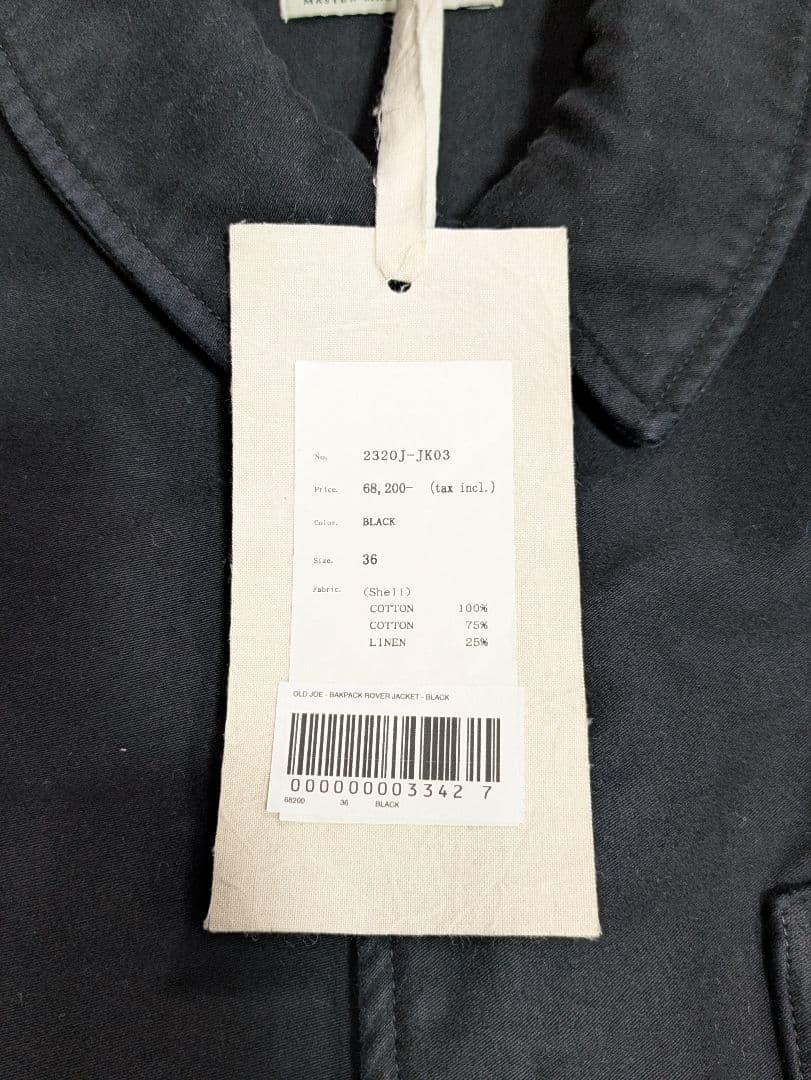 MASTER
No. 2320J-JK03
Price. 68,200- (tax incl.)
Color. BLACK
Size. 36
Fabric. (Shell)
COTTON 100%
COTTON 75%
LINEN 25%
OLD JOE - BAKPACK ROVER JACKET - BLACK
000000003342 7
68200 36 BLACK